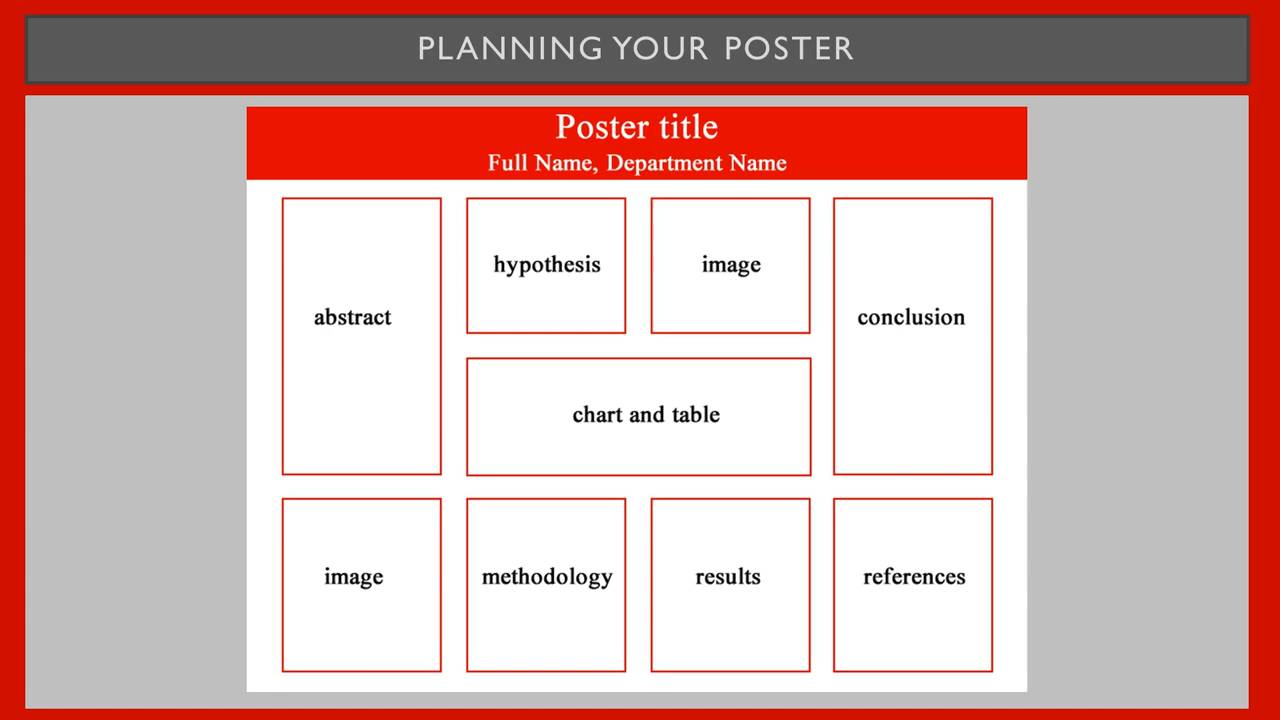 PLANNING YOUR POSTER
Poster title
Full Name, Department Name
abstract
hypothesis
image
conclusion
chart and table
image
methodology
results
references